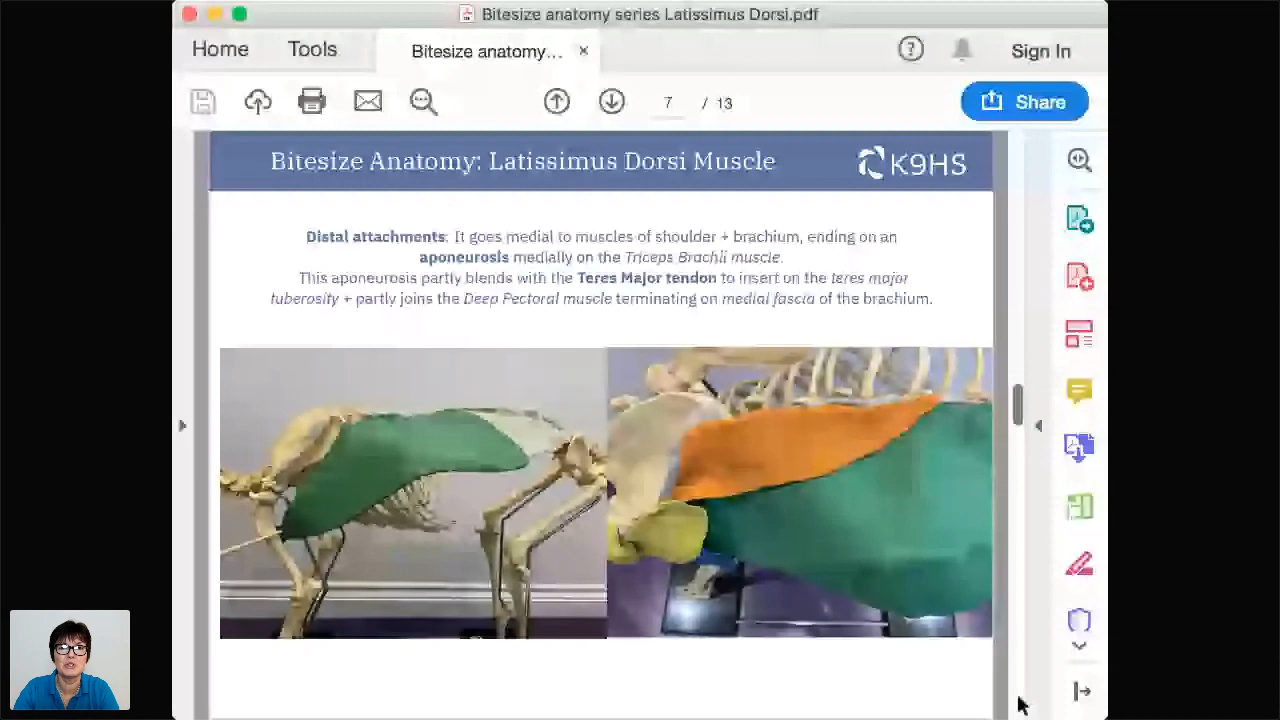 Bitesize anatomy series Latissimus Dorsi.pdf
Home Tools Bitesize anatomy... × ? Sign In
7 / 13 Share
Bitesize Anatomy: Latissimus Dorsi Muscle K9HS
Distal attachments: It goes medial to muscles of shoulder + brachium, ending on an
aponeurosis medially on the Triceps Brachii muscle.
This aponeurosis partly blends with the Teres Major tendon to insert on the teres major
tuberosity + partly joins the Deep Pectoral muscle terminating on medial fascia of the brachium.